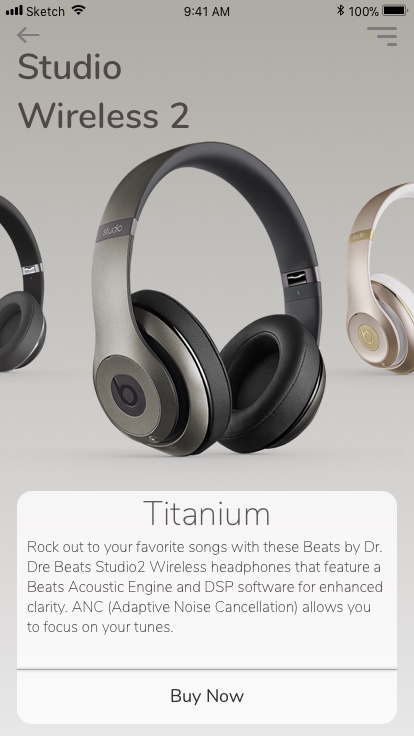 Sketch 9:41 AM 100%
Studio
Wireless 2
studio
Titanium
Rock out to your favorite songs with these Beats by Dr.
Dre Beats Studio2 Wireless headphones that feature a
Beats Acoustic Engine and DSP software for enhanced
clarity. ANC (Adaptive Noise Cancellation) allows you
to focus on your tunes.
Buy Now